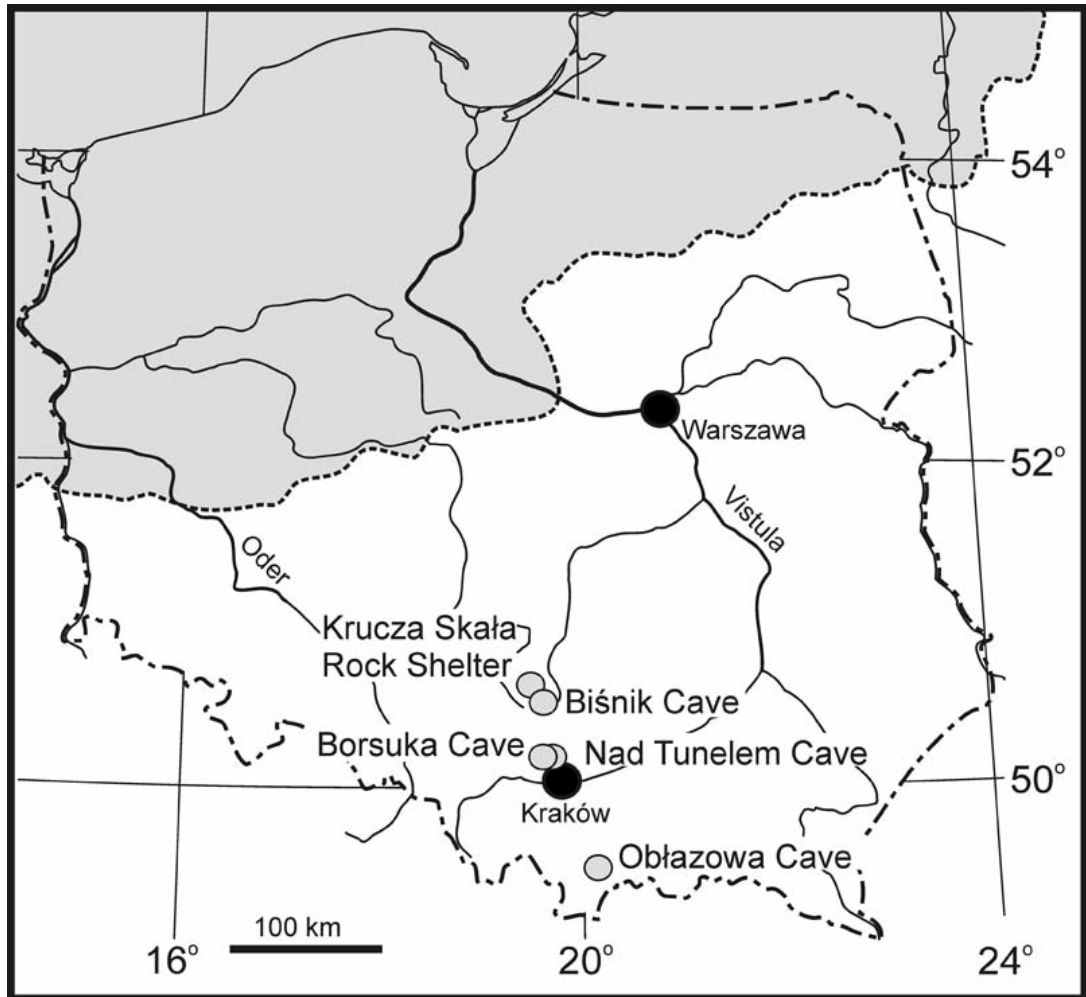 54°
Warszawa
52°
Vistula
Oder
Krucza Skała
Rock Shelter
Biśnik Cave
Borsuka Cave
Nad Tunelem Cave
50°
Kraków
Obłazowa Cave
100 km
16°
20°
24°